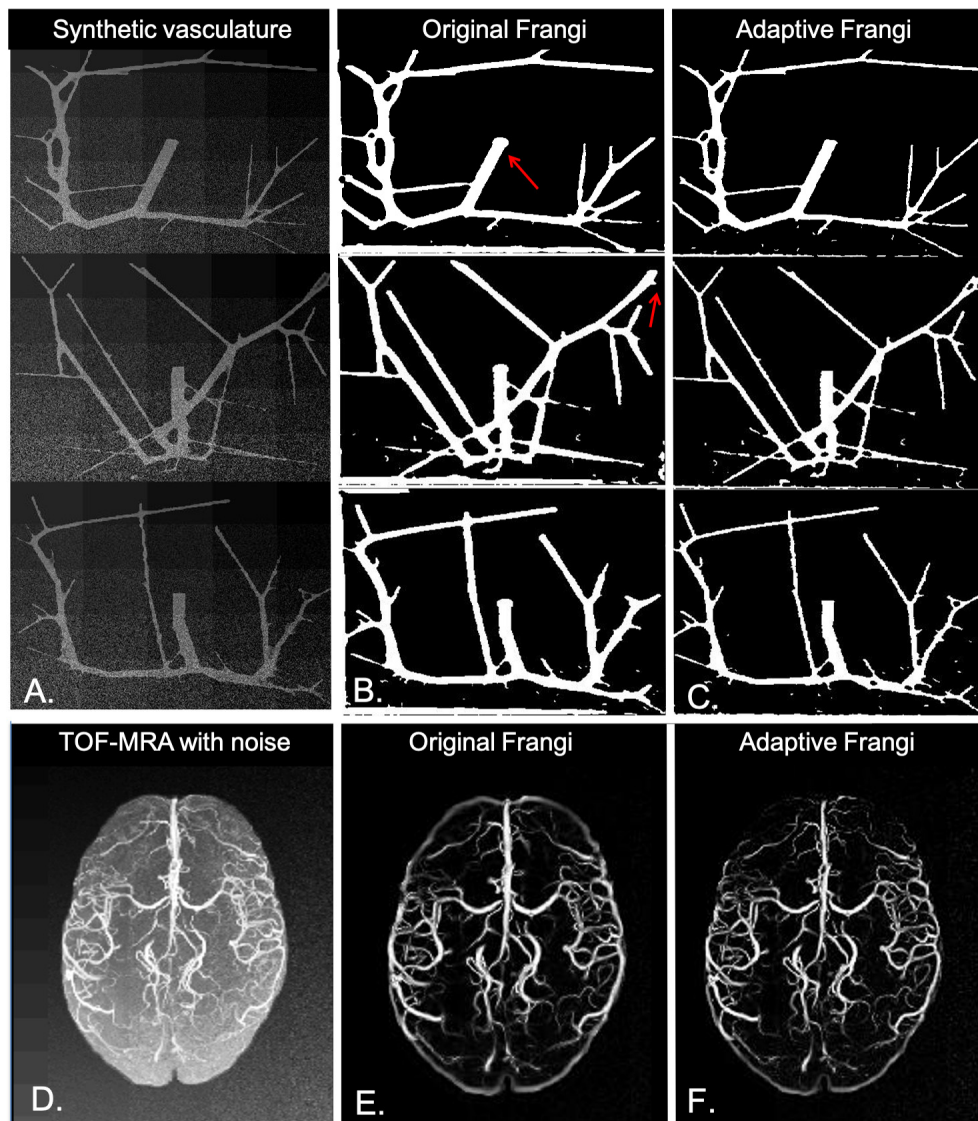 Synthetic vasculature
Original Frangi
Adaptive Frangi
A.
B.
C.
TOF-MRA with noise
Original Frangi
Adaptive Frangi
D.
E.
F.